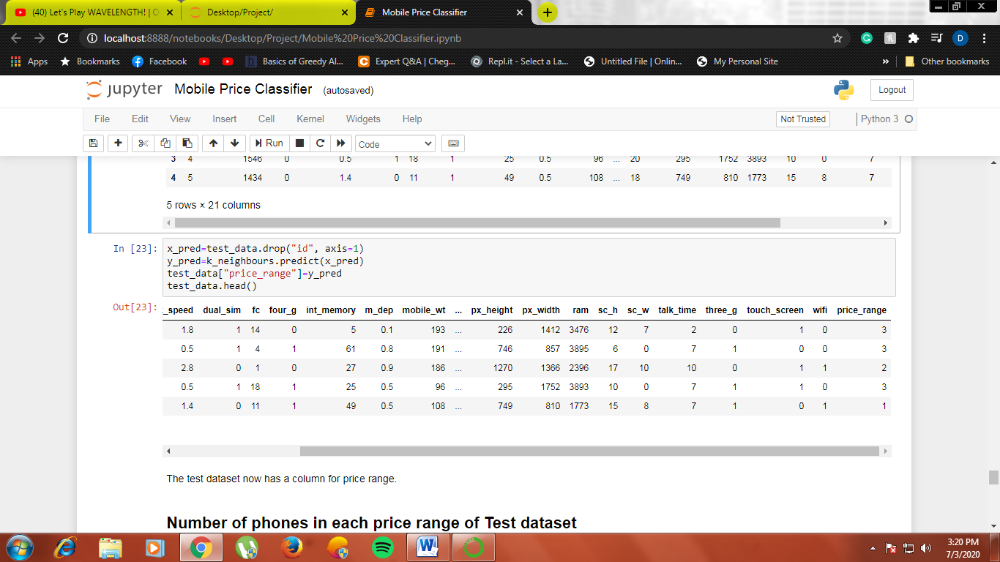 (40) Let's Play WAVELENGTH! | O
Desktop/Project/
Mobile Price Classifier
localhost:8888/notebooks/Desktop/Project/Mobile%20Price%20Classifier.ipynb
Apps Bookmarks Facebook Basics of Greedy Al... Expert Q&A | Cheg... Repl.it - Select a La... Untitled File | Onlin... My Personal Site » Other bookmarks
jupyter Mobile Price Classifier (autosaved) Logout
File Edit View Insert Cell Kernel Widgets Help Not Trusted Python 3
Run Code
3 4 1546 0 0.5 1 18 1 25 0.5 96 ... 20 295 1752 3893 10 0 7
4 5 1434 0 1.4 0 11 1 49 0.5 108 ... 18 749 810 1773 15 8 7
5 rows × 21 columns
In [23]: x_pred=test_data.drop("id", axis=1)
y_pred=k_neighbours.predict(x_pred)
test_data["price_range"]=y_pred
test_data.head()
Out[23]: _speed dual_sim fc four_g int_memory m_dep mobile_wt ... px_height px_width ram sc_h sc_w talk_time three_g touch_screen wifi price_range
1.8 1 14 0 5 0.1 193 ... 226 1412 3476 12 7 2 0 1 0 3
0.5 1 4 1 61 0.8 191 ... 746 857 3895 6 0 7 1 0 0 3
2.8 0 1 0 27 0.9 186 ... 1270 1366 2396 17 10 10 0 1 1 2
0.5 1 18 1 25 0.5 96 ... 295 1752 3893 10 0 7 1 1 0 3
1.4 0 11 1 49 0.5 108 ... 749 810 1773 15 8 7 1 0 1 1
The test dataset now has a column for price range.
Number of phones in each price range of Test dataset
3:20 PM
7/3/2020